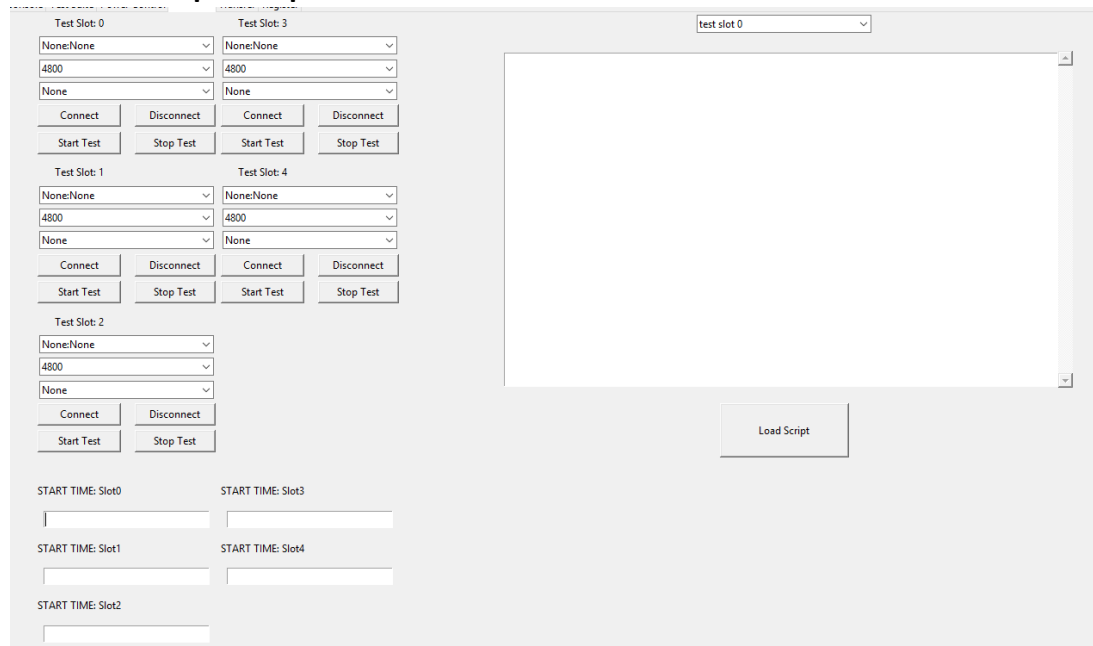 Test Slot: 0 Test Slot: 3 test slot 0
None:None None:None
4800 4800
None None
Connect Disconnect Connect Disconnect
Start Test Stop Test Start Test Stop Test
Test Slot: 1 Test Slot: 4
None:None None:None
4800 4800
None None
Connect Disconnect Connect Disconnect
Start Test Stop Test Start Test Stop Test
Test Slot: 2
None:None
4800
None
Connect Disconnect
Start Test Stop Test
Load Script
START TIME: Slot0 START TIME: Slot3
START TIME: Slot1 START TIME: Slot4
START TIME: Slot2